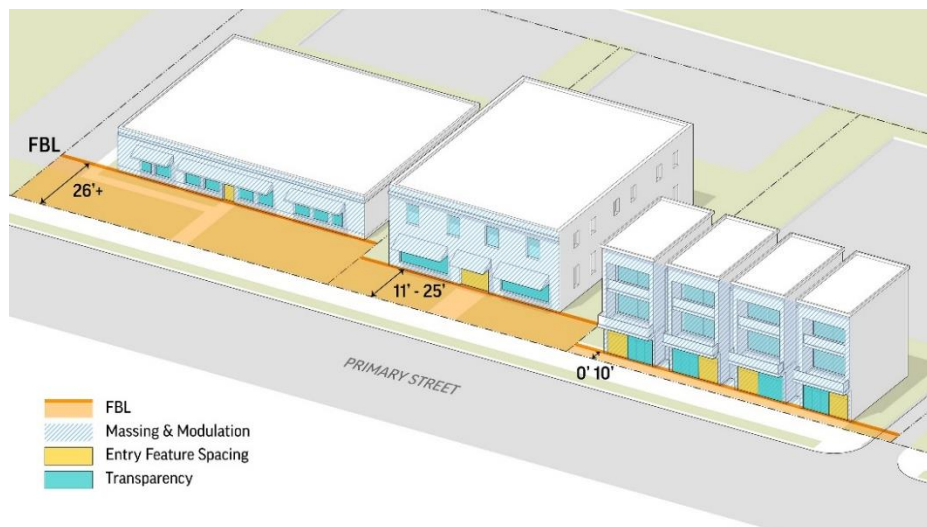 FBL
26'+
11' - 25'
0' 10'
PRIMARY STREET
FBL
Massing & Modulation
Entry Feature Spacing
Transparency